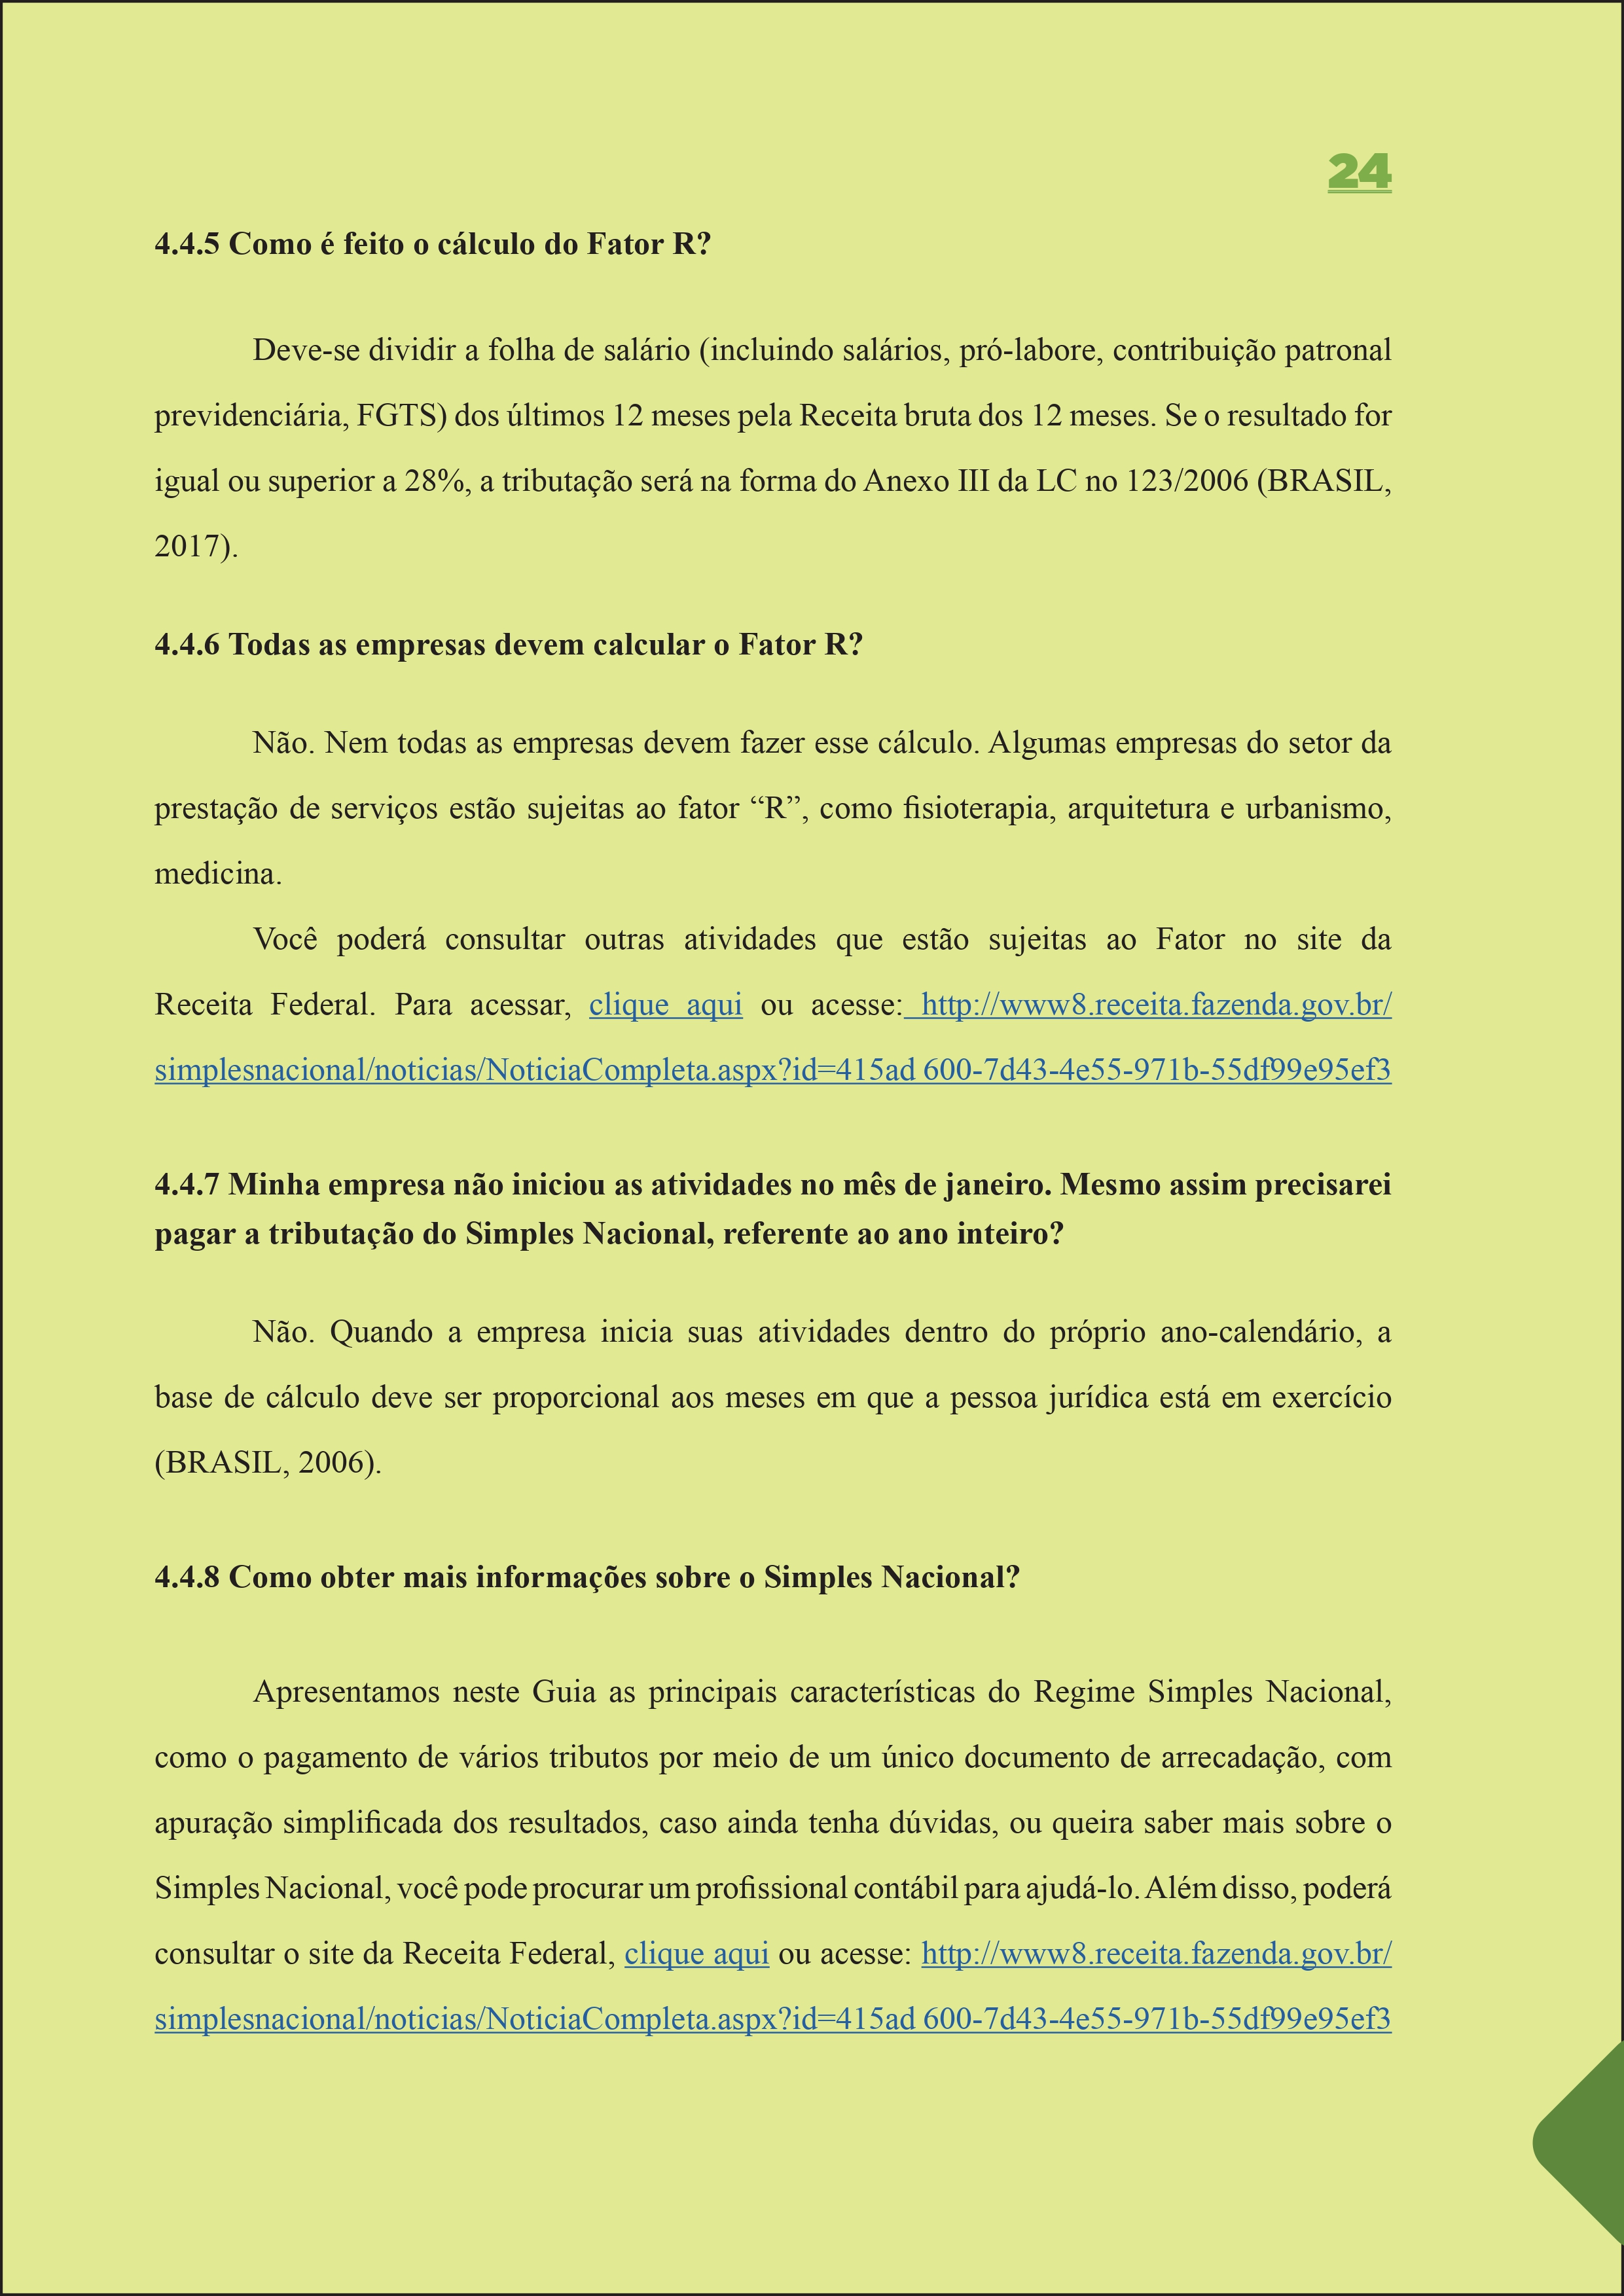 24
4.4.5 Como é feito o cálculo do Fator R?
Deve-se dividir a folha de salário (incluindo salários, pró-labore, contribuição patronal
previdenciária, FGTS) dos últimos 12 meses pela Receita bruta dos 12 meses. Se o resultado for
igual ou superior a 28%, a tributação será na forma do Anexo III da LC no 123/2006 (BRASIL,
2017).
4.4.6 Todas as empresas devem calcular o Fator R?
Não. Nem todas as empresas devem fazer esse cálculo. Algumas empresas do setor da
prestação de serviços estão sujeitas ao fator “R”, como fisioterapia, arquitetura e urbanismo,
medicina.
Você poderá consultar outras atividades que estão sujeitas ao Fator no site da
Receita Federal. Para acessar, clique aqui ou acesse: http://www8.receita.fazenda.gov.br/
simplesnacional/noticias/NoticiaCompleta.aspx?id=415ad 600-7d43-4e55-971b-55df99e95ef3
4.4.7 Minha empresa não iniciou as atividades no mês de janeiro. Mesmo assim precisarei
pagar a tributação do Simples Nacional, referente ao ano inteiro?
Não. Quando a empresa inicia suas atividades dentro do próprio ano-calendário, a
base de cálculo deve ser proporcional aos meses em que a pessoa jurídica está em exercício
(BRASIL, 2006).
4.4.8 Como obter mais informações sobre o Simples Nacional?
Apresentamos neste Guia as principais características do Regime Simples Nacional,
como o pagamento de vários tributos por meio de um único documento de arrecadação, com
apuração simplificada dos resultados, caso ainda tenha dúvidas, ou queira saber mais sobre o
Simples Nacional, você pode procurar um profissional contábil para ajudá-lo. Além disso, poderá
consultar o site da Receita Federal, clique aqui ou acesse: http://www8.receita.fazenda.gov.br/
simplesnacional/noticias/NoticiaCompleta.aspx?id=415ad 600-7d43-4e55-971b-55df99e95ef3